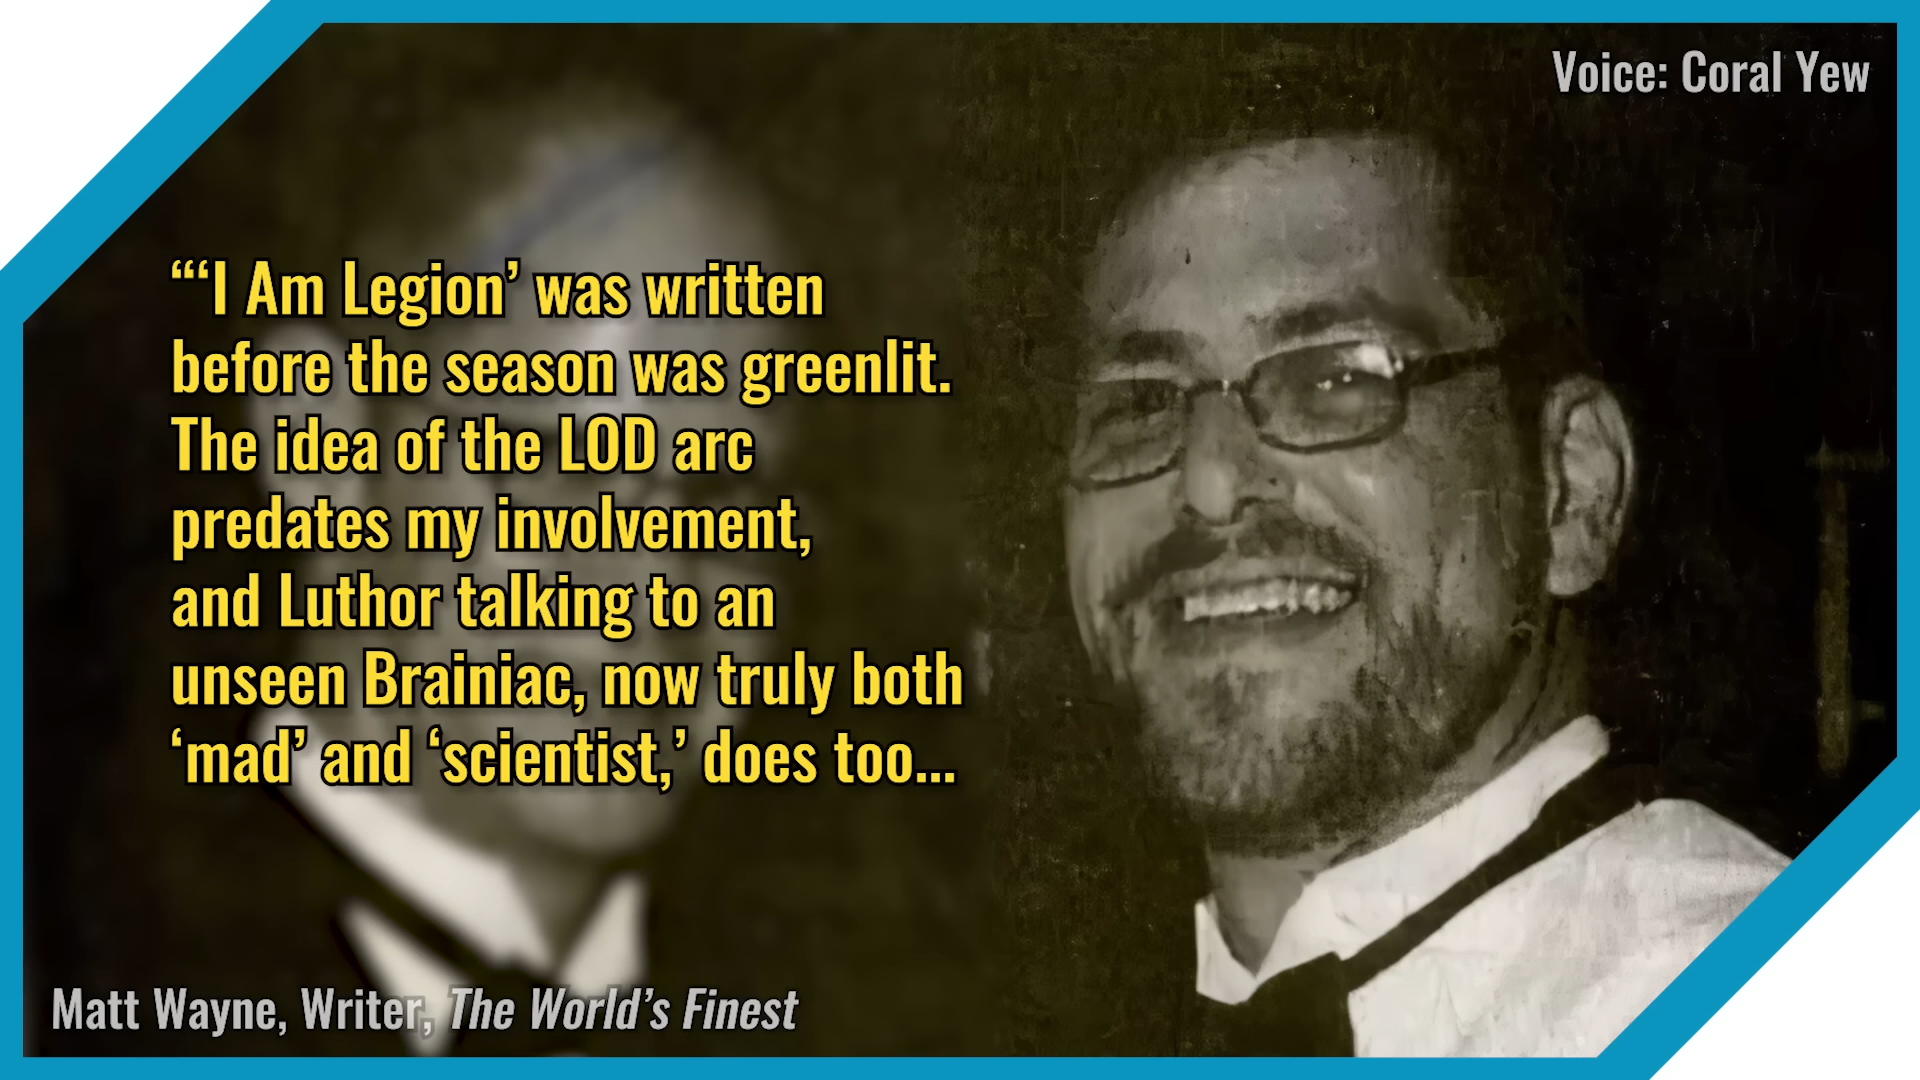 Voice: Coral Yew
“‘I Am Legion’ was written
before the season was greenlit.
The idea of the LOD arc
predates my involvement,
and Luthor talking to an
unseen Brainiac, now truly both
‘mad’ and ‘scientist,’ does too...
Matt Wayne, Writer, The World’s Finest